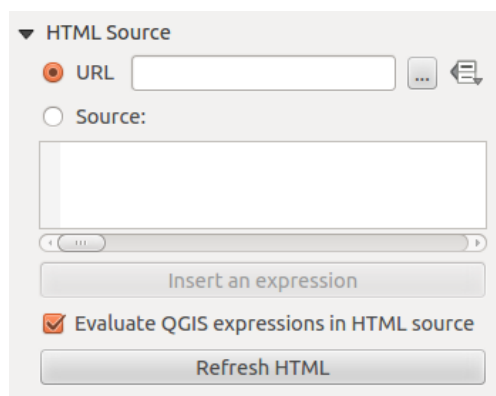 HTML Source
URL ...
Source:
Insert an expression
Evaluate QGIS expressions in HTML source
Refresh HTML